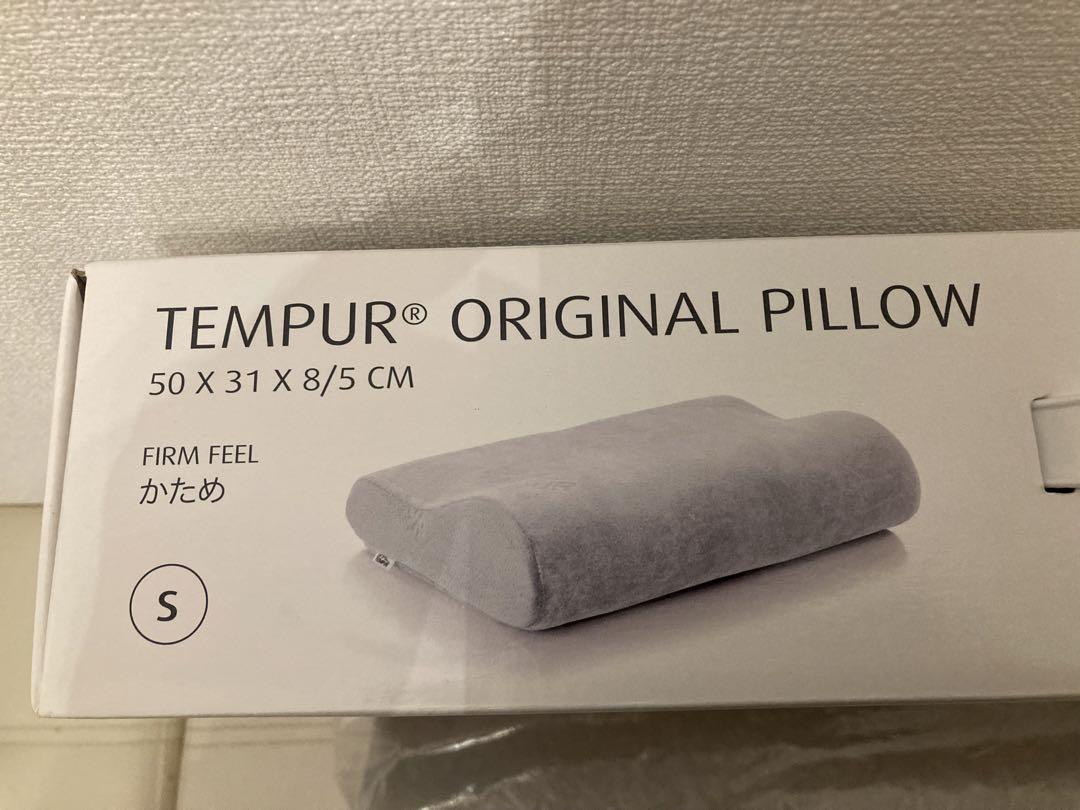 TEMPUR® ORIGINAL PILLOW
50 X 31 X 8/5 CM
FIRM FEEL
かため
S